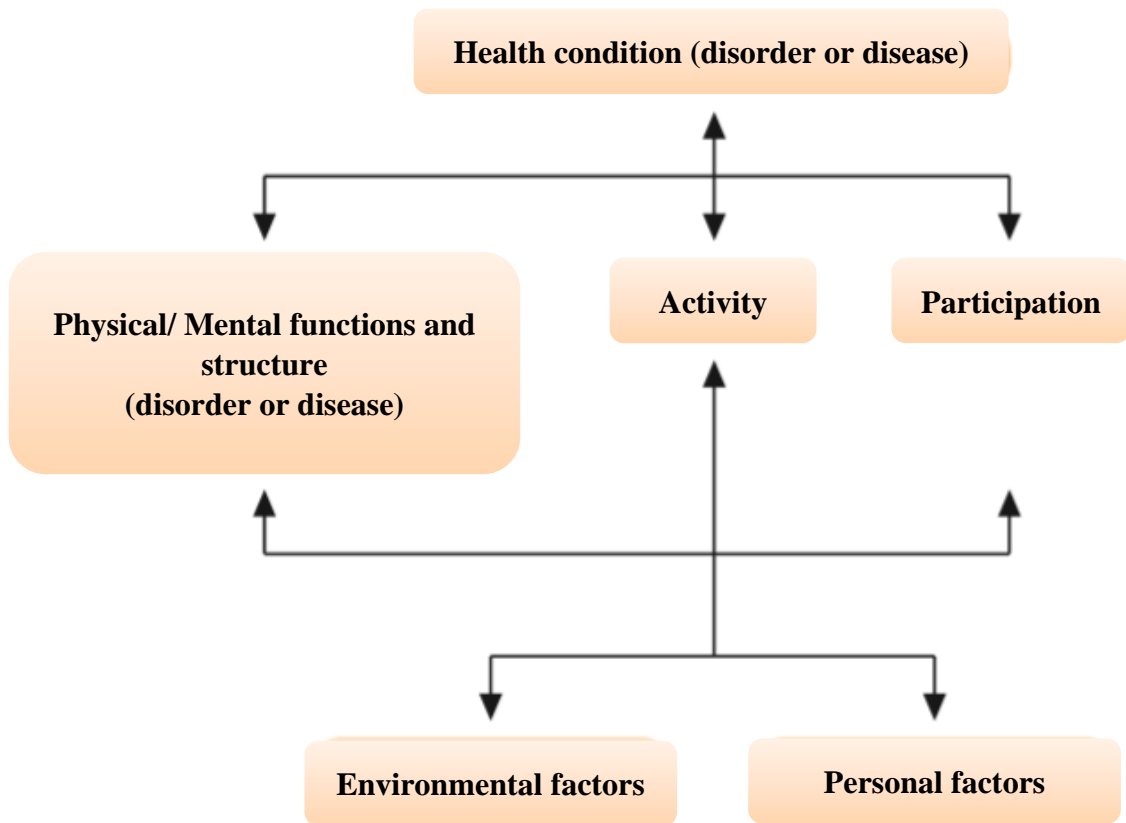 Health condition (disorder or disease)
Physical/ Mental functions and
structure
(disorder or disease)
Activity
Participation
Environmental factors
Personal factors